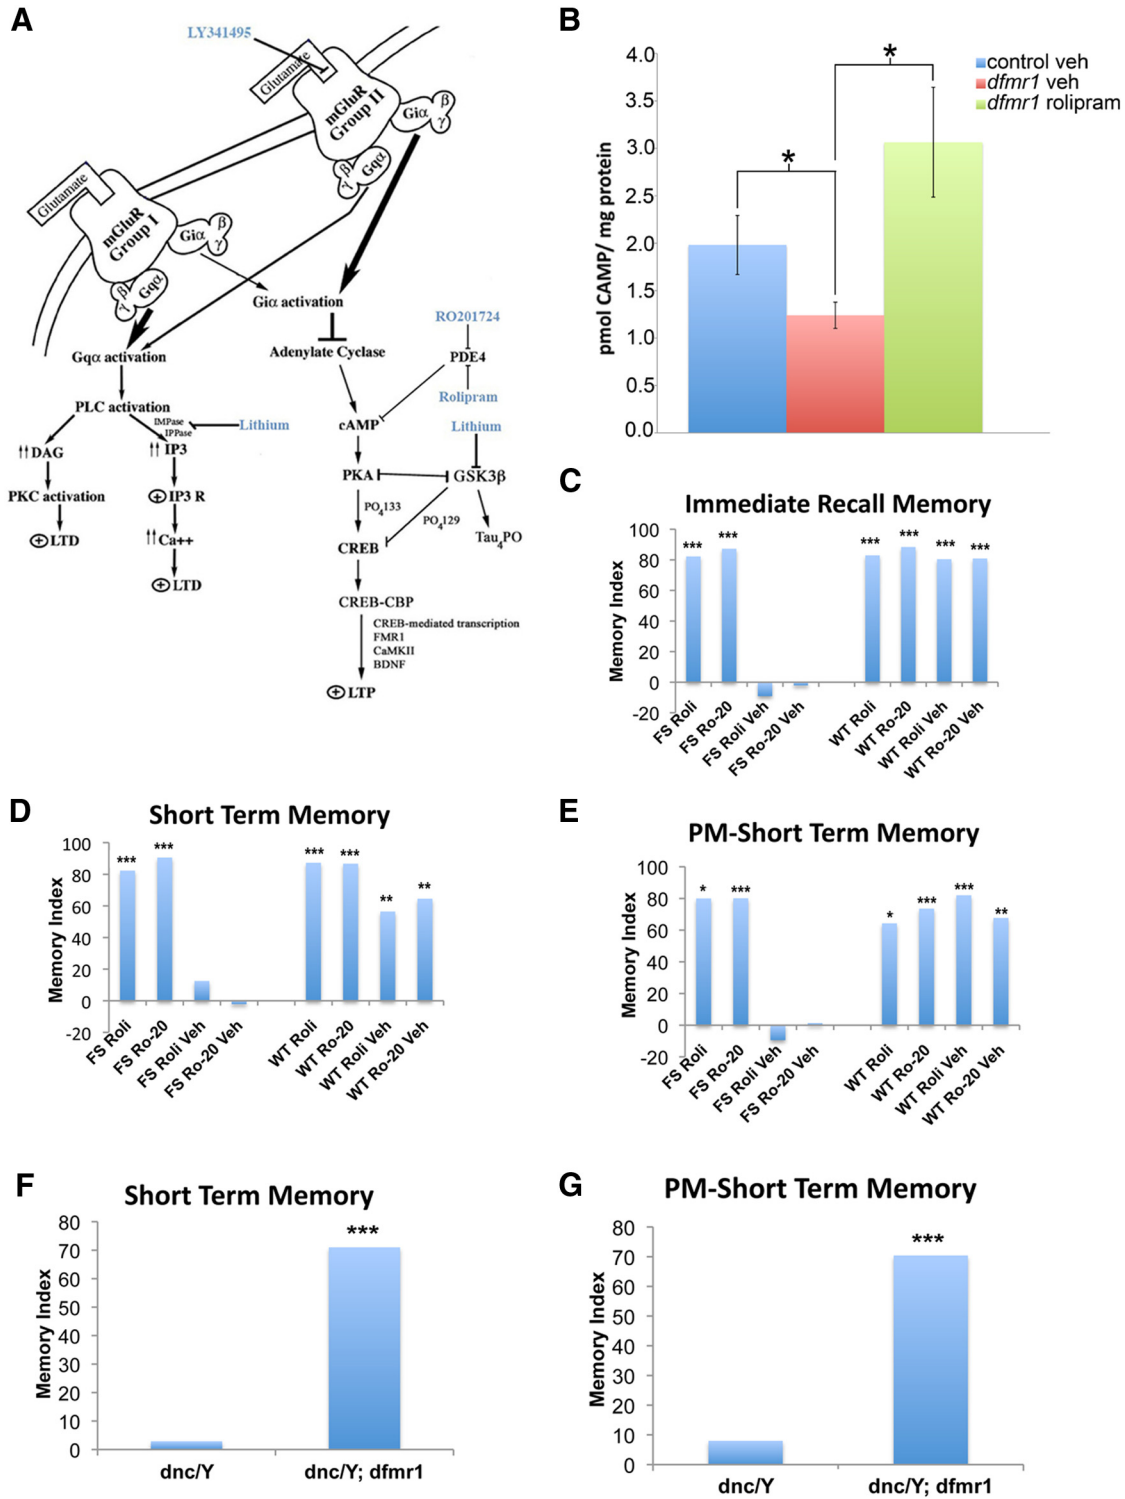 A
LY341495
Glutamate
mGluR
Group II
Giα
β
γ
β
γ
Gqα
Glutamate
mGluR
Group I
Giα
β
γ
β
γ
Gqα
Giα activation
Gqα activation
Adenylate Cyclase
RO201724
PDE4
Rolipram
PLC activation
IMPase
IPPase
Lithium
cAMP
Lithium
↑↑DAG
↑↑ IP3
PKA
GSK3β
PKC activation
⊕ IP3 R
PO4133
PO4129
Tau4PO
⊕ LTD
↑↑Ca++
CREB
⊕ LTD
CREB-CBP
CREB-mediated transcription
FMR1
CaMKII
BDNF
⊕ LTP
B
4.0
3.5
3.0
2.5
2.0
1.5
1.0
0.5
0.0
pmol CAMP/ mg protein
*
*
control veh
dfmr1 veh
dfmr1 rolipram
C
Immediate Recall Memory
Memory Index
100
80
60
40
20
0
-20
*** *** *** *** *** ***
FS Roli
FS Ro-20
FS Roli Veh
FS Ro-20 Veh
WT Roli
WT Ro-20
WT Roli Veh
WT Ro-20 Veh
D
Short Term Memory
Memory Index
100
80
60
40
20
0
-20
*** *** *** *** ** **
FS Roli
FS Ro-20
FS Roli Veh
FS Ro-20 Veh
WT Roli
WT Ro-20
WT Roli Veh
WT Ro-20 Veh
E
PM-Short Term Memory
Memory Index
100
80
60
40
20
0
-20
* *** * *** *** **
FS Roli
FS Ro-20
FS Roli Veh
FS Ro-20 Veh
WT Roli
WT Ro-20
WT Roli Veh
WT Ro-20 Veh
F
Short Term Memory
Memory Index
80
70
60
50
40
30
20
10
0
***
dnc/Y
dnc/Y; dfmr1
G
PM-Short Term Memory
Memory Index
80
70
60
50
40
30
20
10
0
***
dnc/Y
dnc/Y; dfmr1